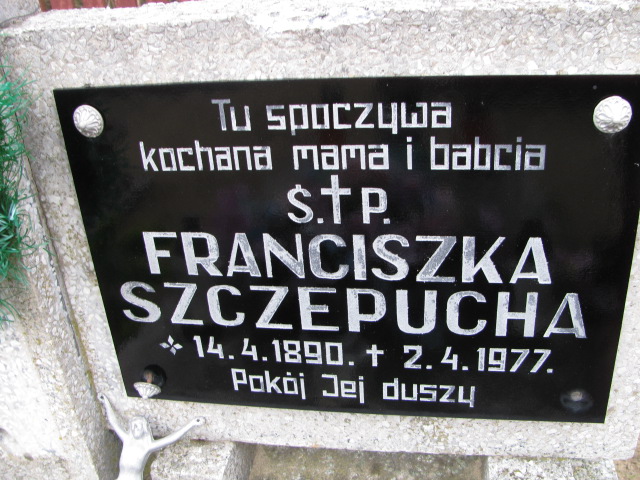 Tu spoczywa
kochana mama i babcia
Ś.†P.
FRANCISZKA
SZCZEPUCHA
* 14.4.1890. † 2.4.1977.
Pokój Jej duszy